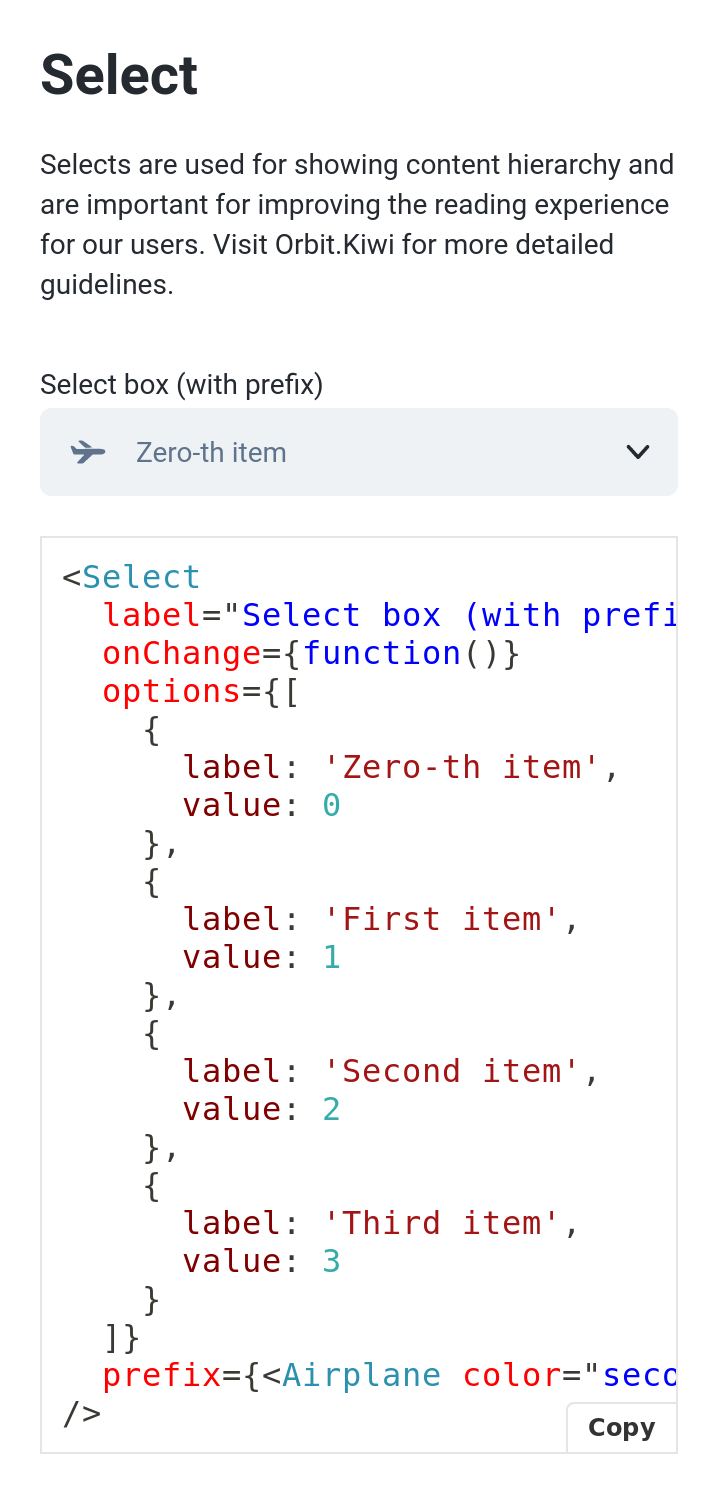 Select
Selects are used for showing content hierarchy and
are important for improving the reading experience
for our users. Visit Orbit.Kiwi for more detailed
guidelines.
Select box (with prefix)
Zero-th item
<Select
  label="Select box (with prefi
  onChange={function()}
  options={[
    {
      label: 'Zero-th item',
      value: 0
    },
    {
      label: 'First item',
      value: 1
    },
    {
      label: 'Second item',
      value: 2
    },
    {
      label: 'Third item',
      value: 3
    }
  ]}
  prefix={<Airplane color="seco
/>
Copy